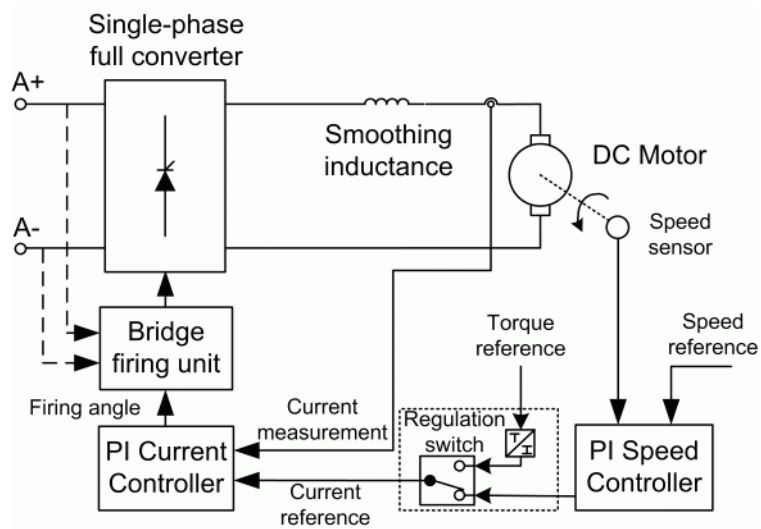 Single-phase
full converter
A+
Smoothing
inductance
DC Motor
A-
Speed
sensor
Bridge
firing unit
Torque
reference
Speed
reference
Firing angle
Current
measurement
Regulation
switch
T
I
PI Current
Controller
PI Speed
Controller
Current
reference